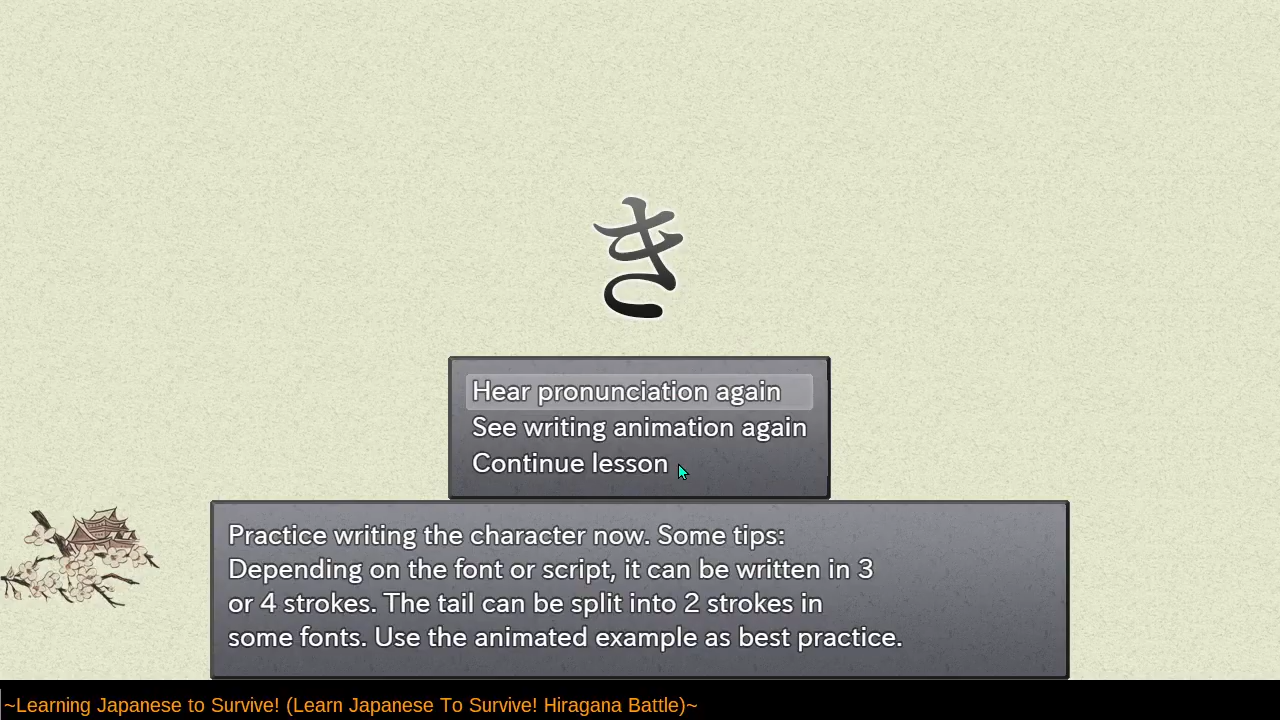 き
Hear pronunciation again
See writing animation again
Continue lesson
Practice writing the character now. Some tips:
Depending on the font or script, it can be written in 3
or 4 strokes. The tail can be split into 2 strokes in
some fonts. Use the animated example as best practice.
~Learning Japanese to Survive! (Learn Japanese To Survive! Hiragana Battle)~